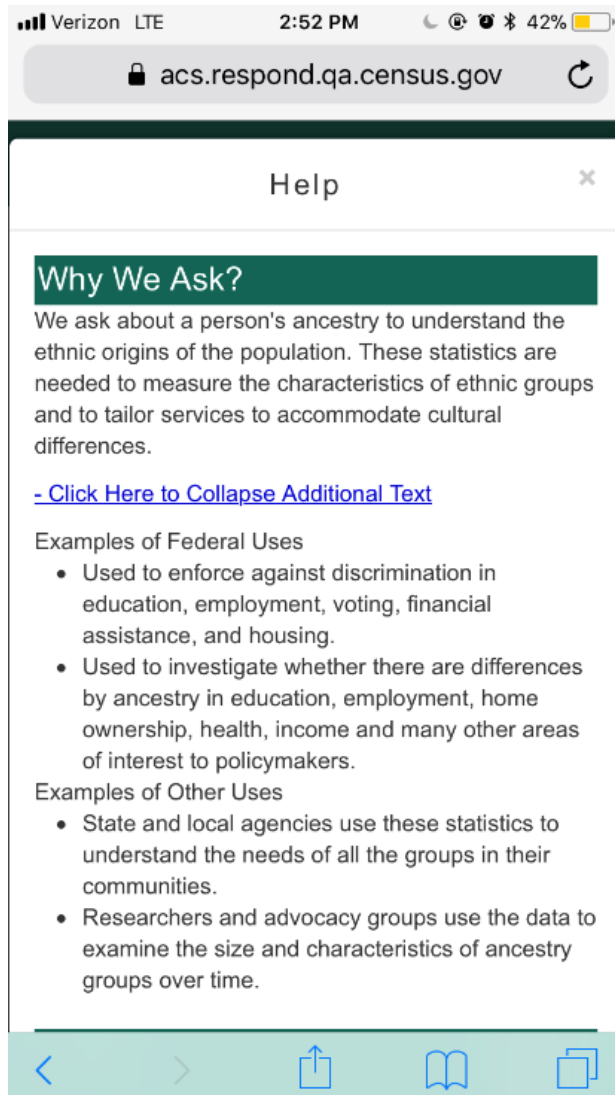 Verizon LTE 2:52 PM 42%
acs.respond.qa.census.gov
Help
×
Why We Ask?
We ask about a person's ancestry to understand the
ethnic origins of the population. These statistics are
needed to measure the characteristics of ethnic groups
and to tailor services to accommodate cultural
differences.
- Click Here to Collapse Additional Text
Examples of Federal Uses
• Used to enforce against discrimination in
education, employment, voting, financial
assistance, and housing.
• Used to investigate whether there are differences
by ancestry in education, employment, home
ownership, health, income and many other areas
of interest to policymakers.
Examples of Other Uses
• State and local agencies use these statistics to
understand the needs of all the groups in their
communities.
• Researchers and advocacy groups use the data to
examine the size and characteristics of ancestry
groups over time.